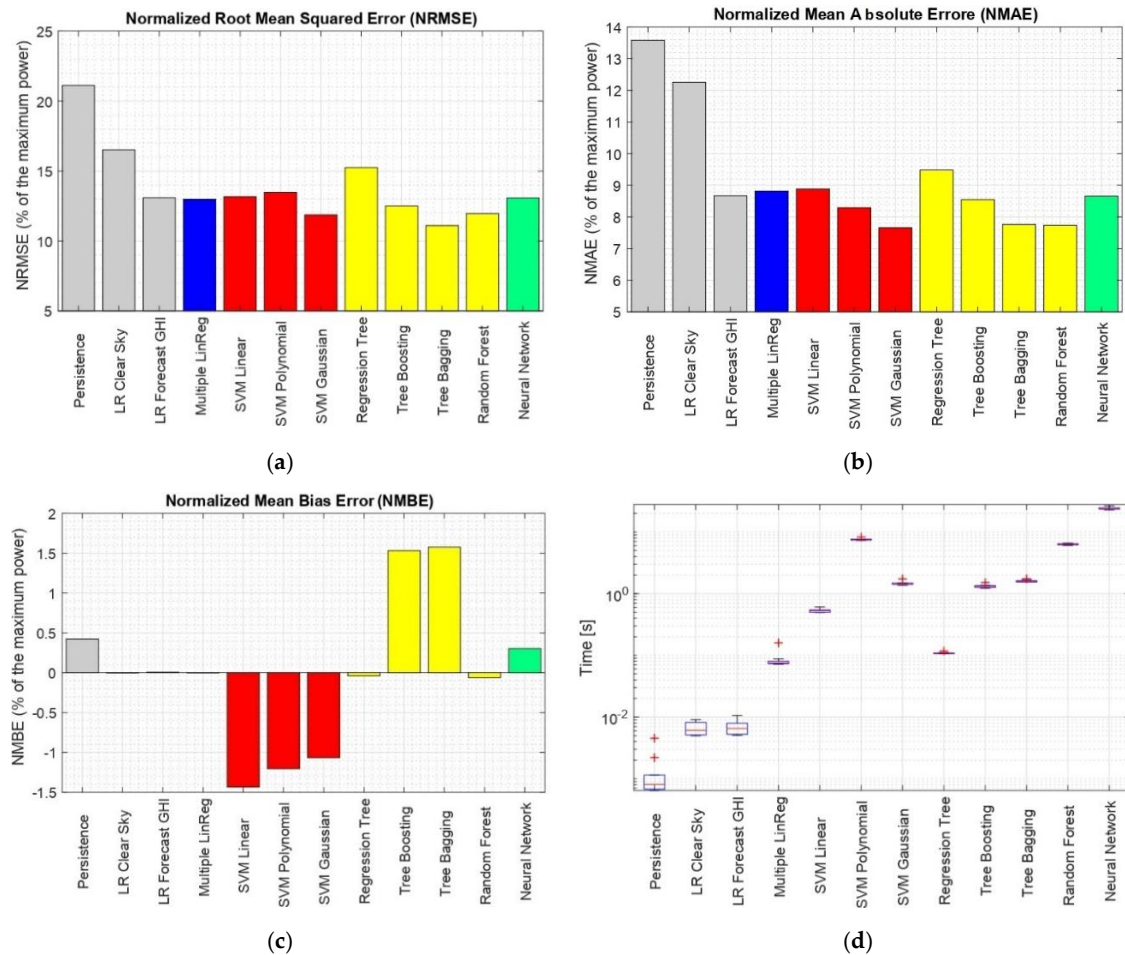 Normalized Root Mean Squared Error (NRMSE)
NRMSE (% of the maximum power)
25
20
15
10
5
Persistence
LR Clear Sky
LR Forecast GHI
Multiple LinReg
SVM Linear
SVM Polynomial
SVM Gaussian
Regression Tree
Tree Boosting
Tree Bagging
Random Forest
Neural Network
(a)
Normalized Mean A bsolute Errore (NMAE)
NMAE (% of the maximum power)
14
13
12
11
10
9
8
7
6
5
Persistence
LR Clear Sky
LR Forecast GHI
Multiple LinReg
SVM Linear
SVM Polynomial
SVM Gaussian
Regression Tree
Tree Boosting
Tree Bagging
Random Forest
Neural Network
(b)
Normalized Mean Bias Error (NMBE)
NMBE (% of the maximum power)
2
1.5
1
0.5
0
-0.5
-1
-1.5
Persistence
LR Clear Sky
LR Forecast GHI
Multiple LinReg
SVM Linear
SVM Polynomial
SVM Gaussian
Regression Tree
Tree Boosting
Tree Bagging
Random Forest
Neural Network
(c)
Time [s]
10^0
10^-2
Persistence
LR Clear Sky
LR Forecast GHI
Multiple LinReg
SVM Linear
SVM Polynomial
SVM Gaussian
Regression Tree
Tree Boosting
Tree Bagging
Random Forest
Neural Network
(d)